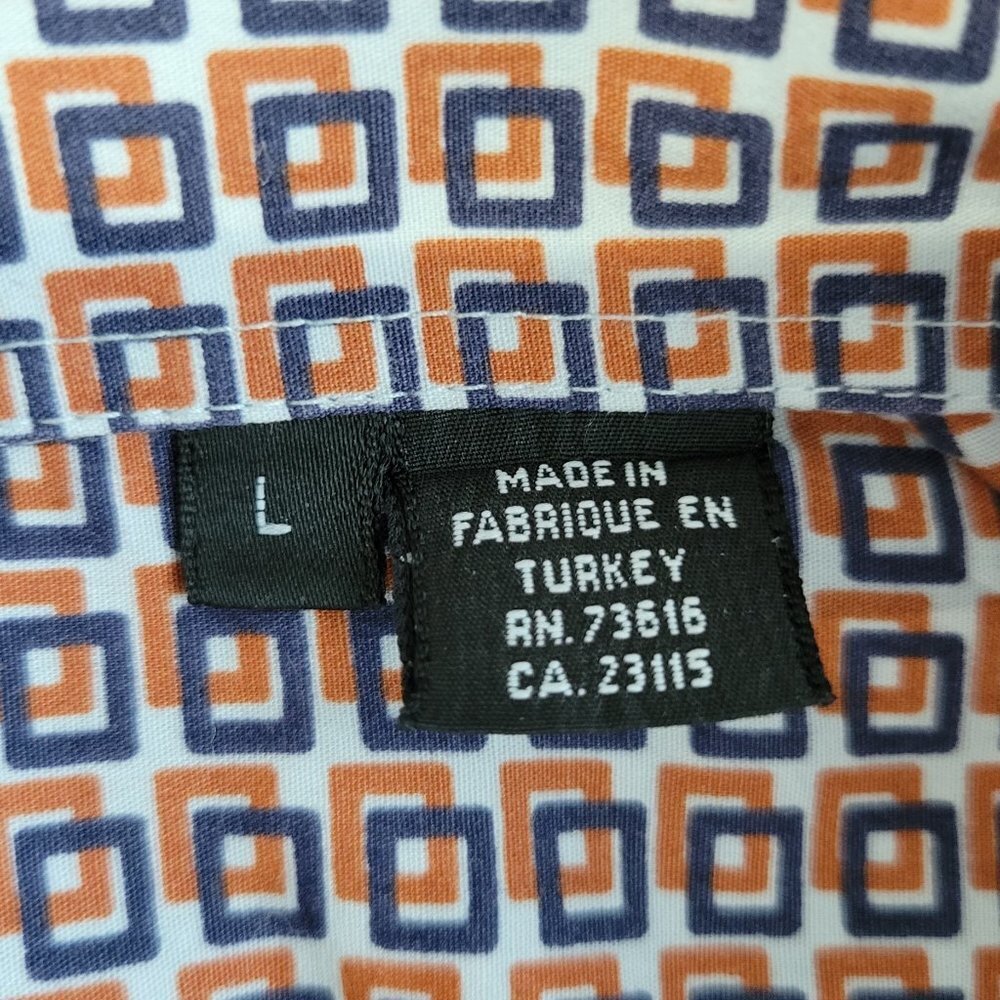 L
MADE IN
FABRIQUE EN
TURKEY
RN. 73616
CA. 23115